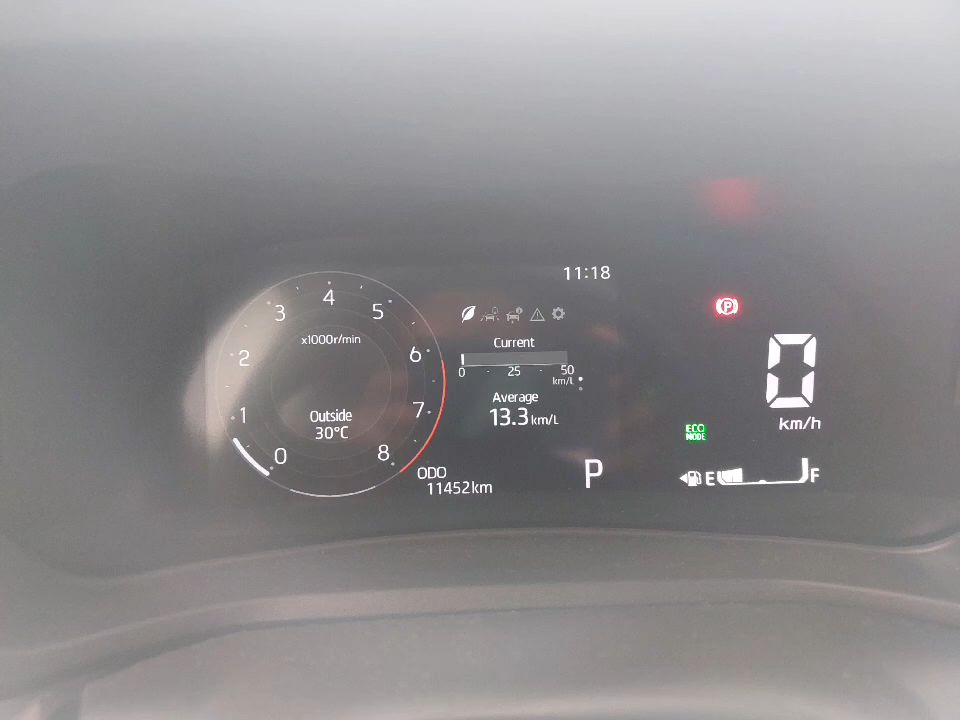 11:18
4
3
5
x1000r/min
2
6
1
7
0
8
Outside
30°C
Current
0
25
50
km/L
Average
13.3 km/L
ODO
11452km
P
P
0
km/h
ECO
MODE
E
F